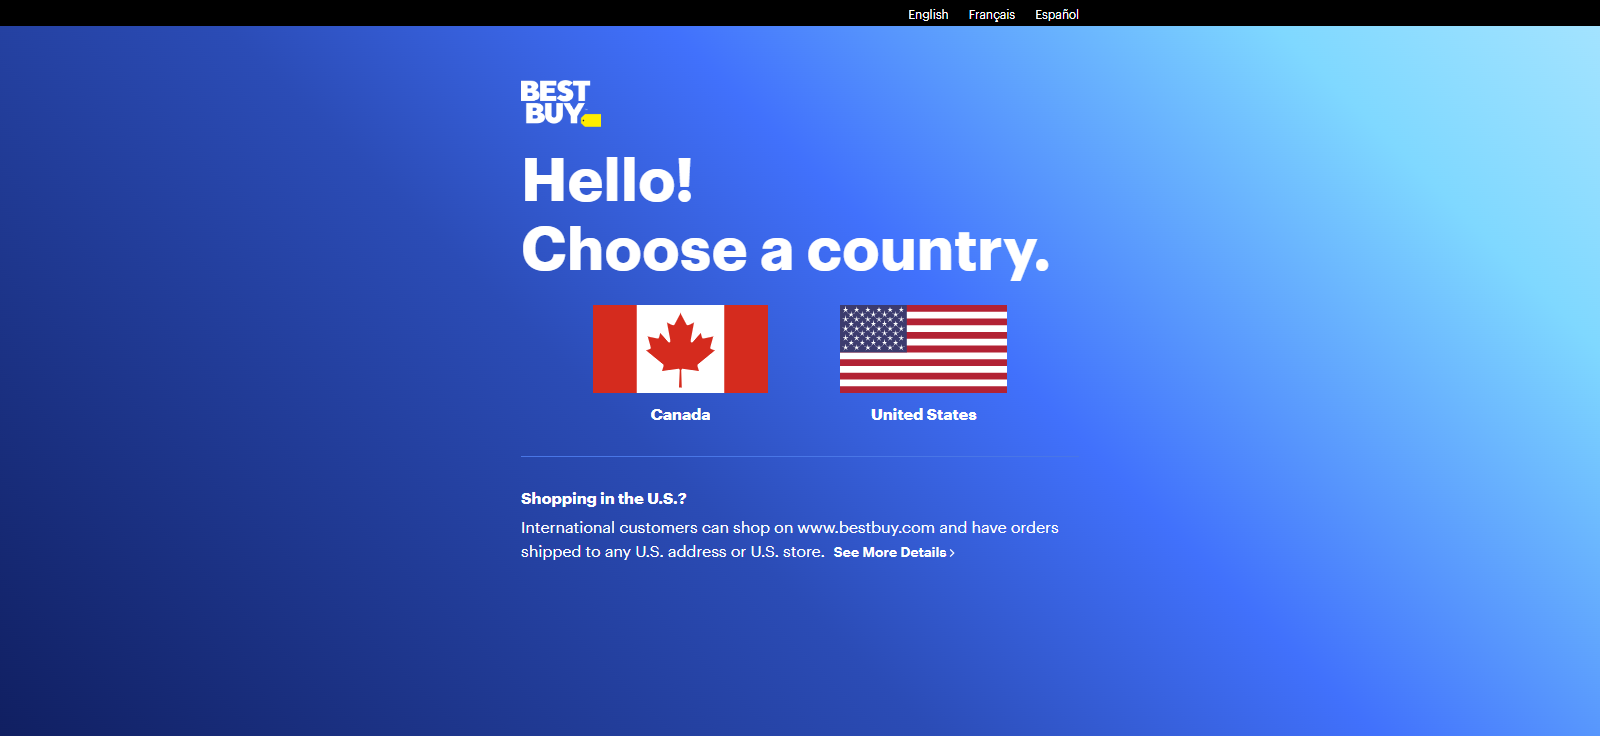 English Français Español
BEST
BUY
Hello!
Choose a country.
Canada United States
Shopping in the U.S.?
International customers can shop on www.bestbuy.com and have orders
shipped to any U.S. address or U.S. store. See More Details >